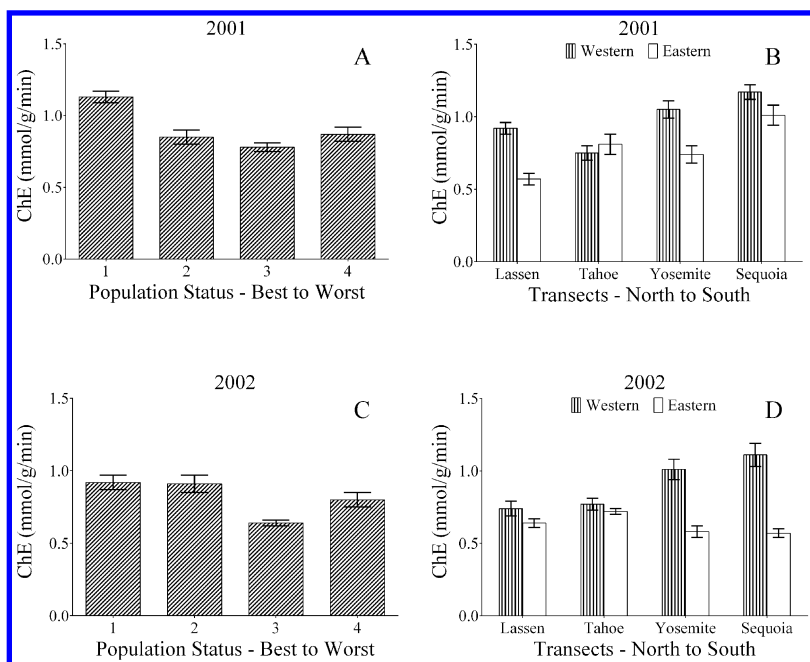 2001
A
ChE (mmol/g/min)
1.5
1.0
0.5
0.0
1 2 3 4
Population Status - Best to Worst
2001
B
Western Eastern
ChE (mmol/g/min)
1.5
1.0
0.5
0.0
Lassen Tahoe Yosemite Sequoia
Transects - North to South
2002
C
ChE (mmol/g/min)
1.5
1.0
0.5
0.0
1 2 3 4
Population Status - Best to Worst
2002
D
Western Eastern
ChE (mmol/g/min)
1.5
1.0
0.5
0.0
Lassen Tahoe Yosemite Sequoia
Transects - North to South